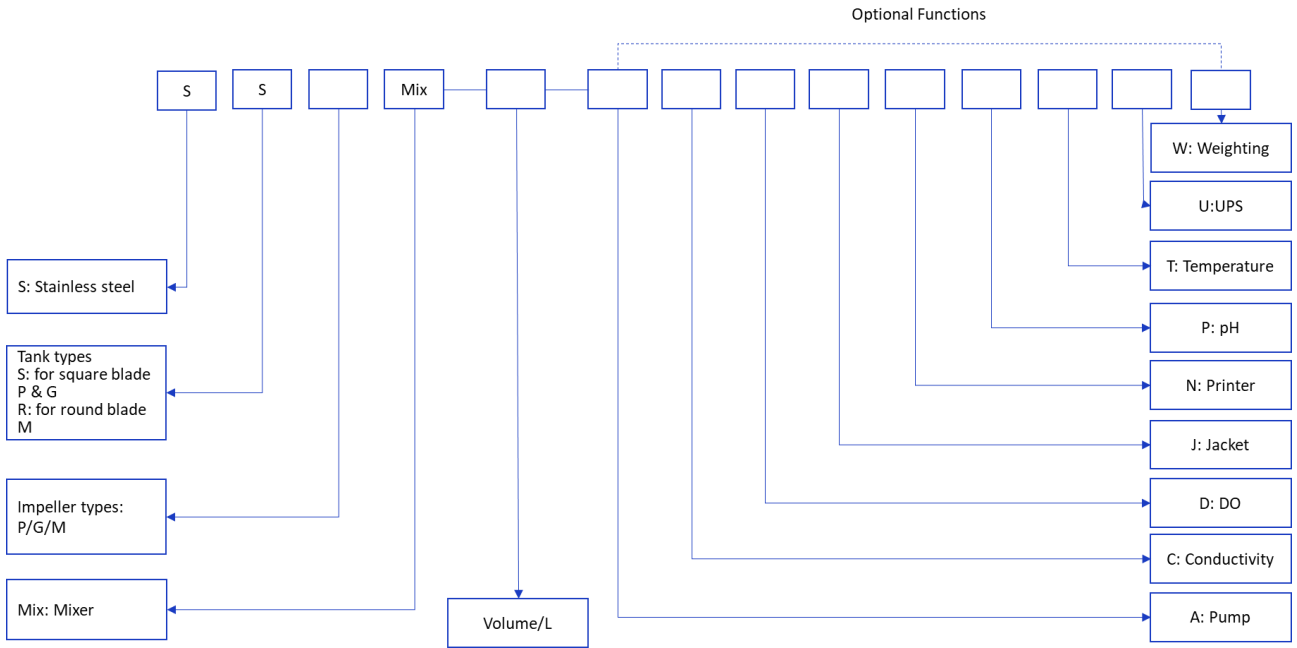 Optional Functions
S
S
Mix
W: Weighting
U:UPS
T: Temperature
S: Stainless steel
P: pH
Tank types
S: for square blade
P & G
R: for round blade
M
N: Printer
J: Jacket
Impeller types:
P/G/M
D: DO
C: Conductivity
Mix: Mixer
Volume/L
A: Pump